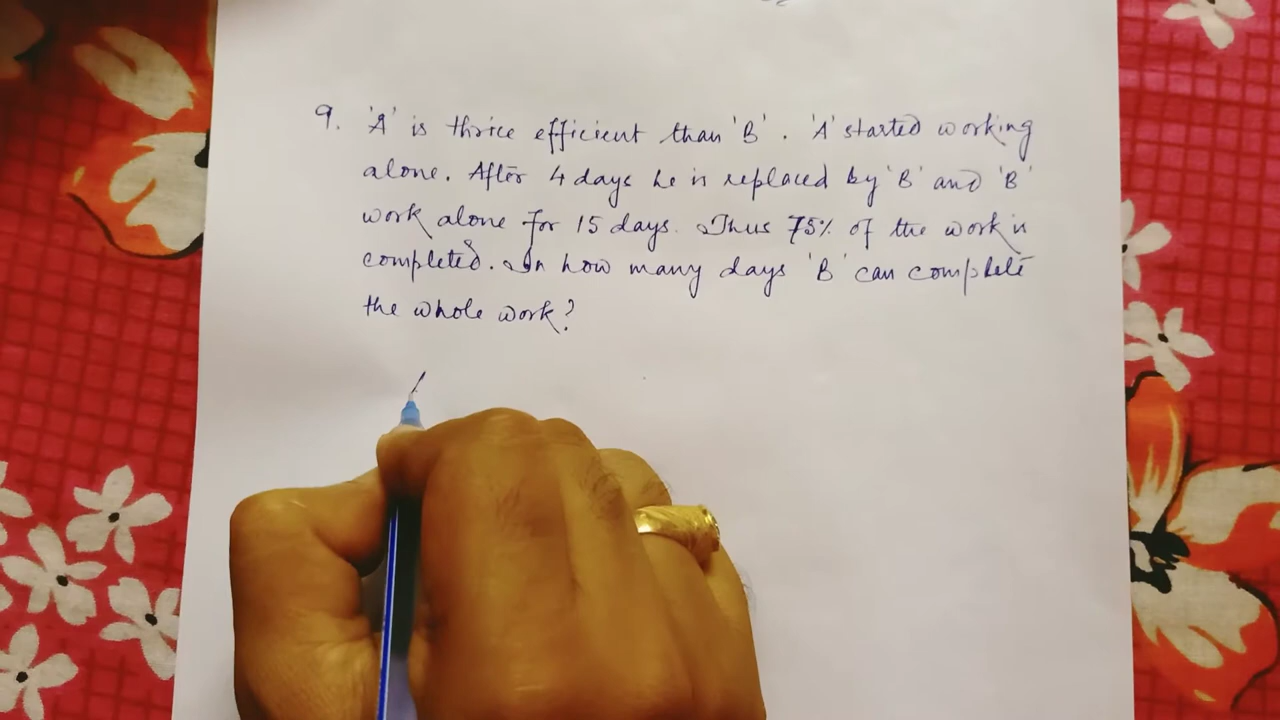 9. 'A' is thrice efficient than 'B'. 'A' started working
alone. After 4 days he is replaced by 'B' and 'B'
work alone for 15 days. Thus 75% of the work is
completed. In how many days 'B' can complete
the whole work?